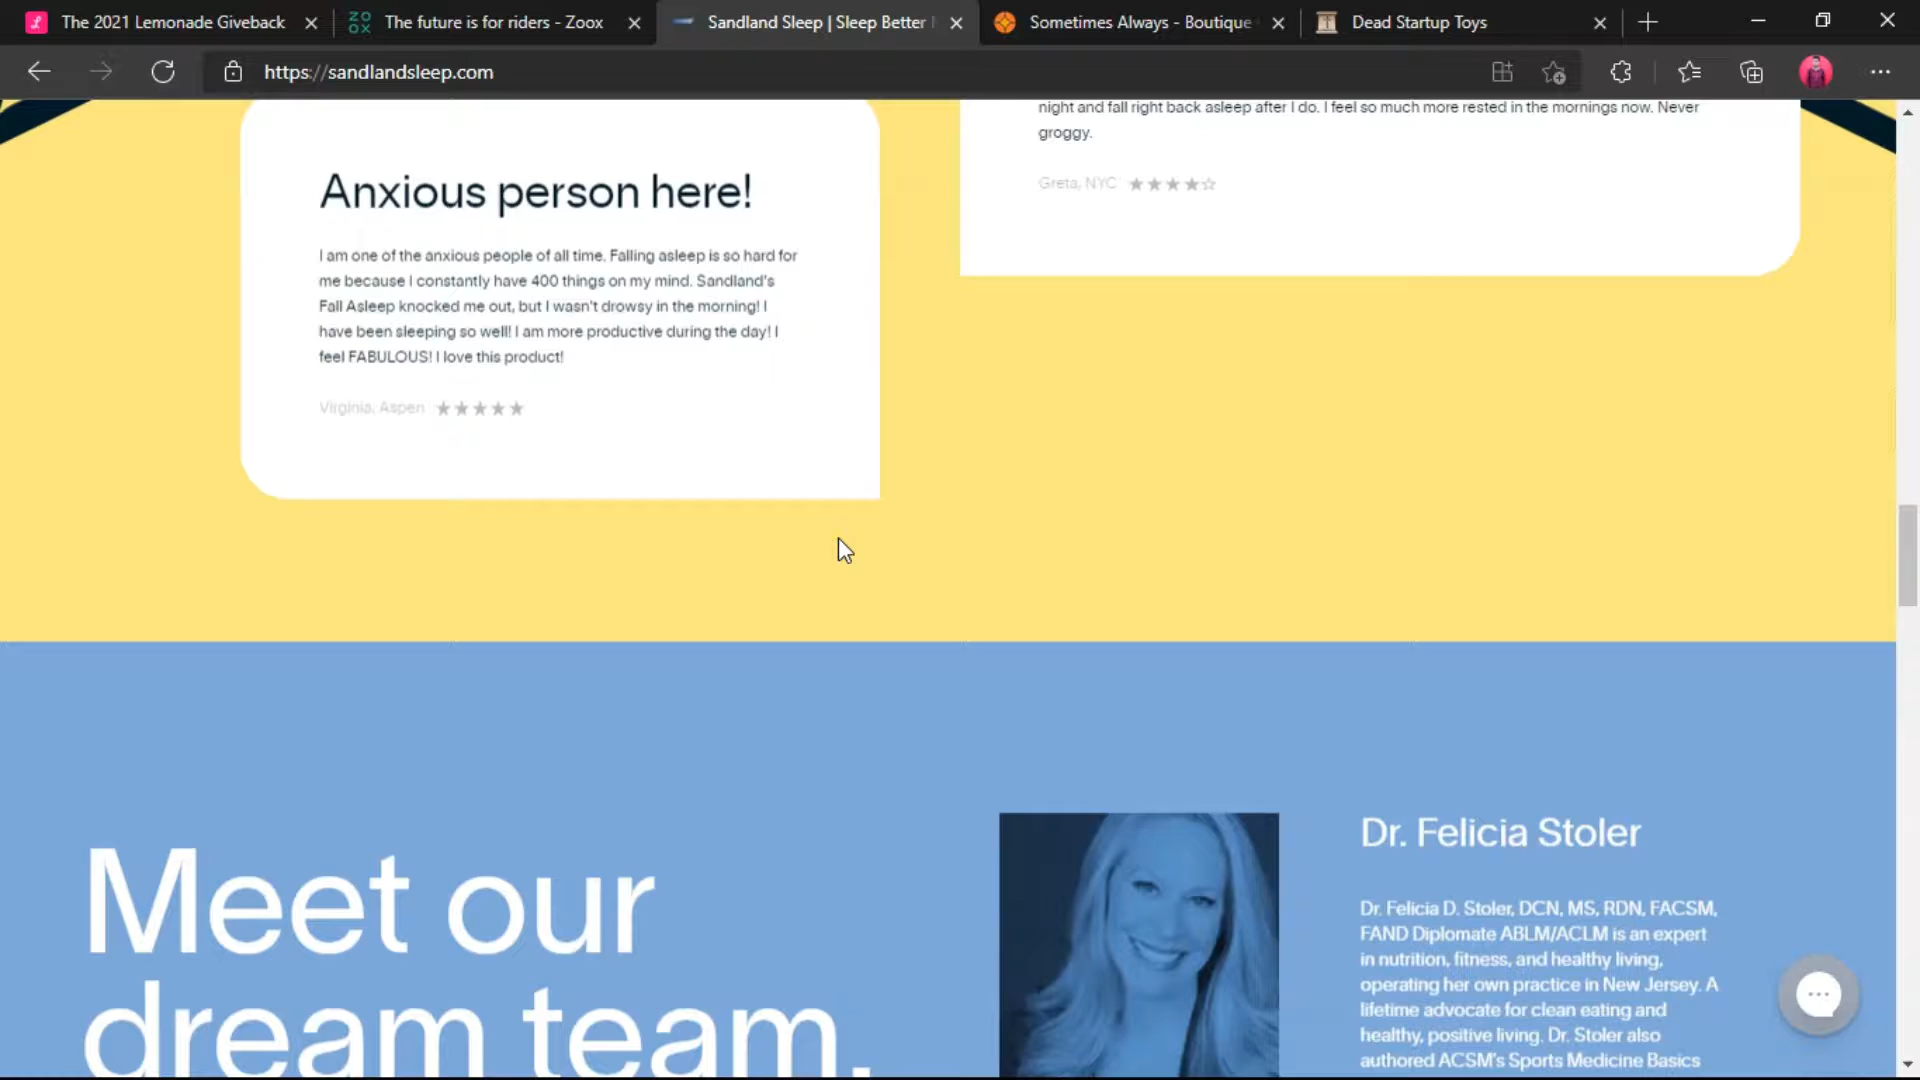 The 2021 Lemonade Giveback
The future is for riders - Zoox
Sandland Sleep | Sleep Better
Sometimes Always - Boutique
Dead Startup Toys
https://sandlandsleep.com
night and fall right back asleep after I do. I feel so much more rested in the mornings now. Never
groggy.
Greta, NYC ★★★★☆
Anxious person here!
I am one of the anxious people of all time. Falling asleep is so hard for
me because I constantly have 400 things on my mind. Sandland's
Fall Asleep knocked me out, but I wasn't drowsy in the morning! I
have been sleeping so well! I am more productive during the day! I
feel FABULOUS! I love this product!
Virginia, Aspen ★★★★★
Meet our
dream team.
Dr. Felicia Stoler
Dr. Felicia D. Stoler, DCN, MS, RDN, FACSM,
FAND Diplomate ABLM/ACLM is an expert
in nutrition, fitness, and healthy living,
operating her own practice in New Jersey. A
lifetime advocate for clean eating and
healthy, positive living. Dr. Stoler also
authored ACSM's Sports Medicine Basics